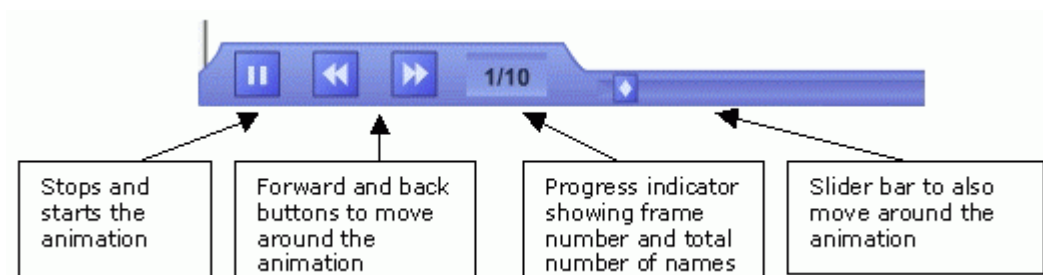 1/10
Stops and
starts the
animation
Forward and back
buttons to move
around the
animation
Progress indicator
showing frame
number and total
number of names
Slider bar to also
move around the
animation